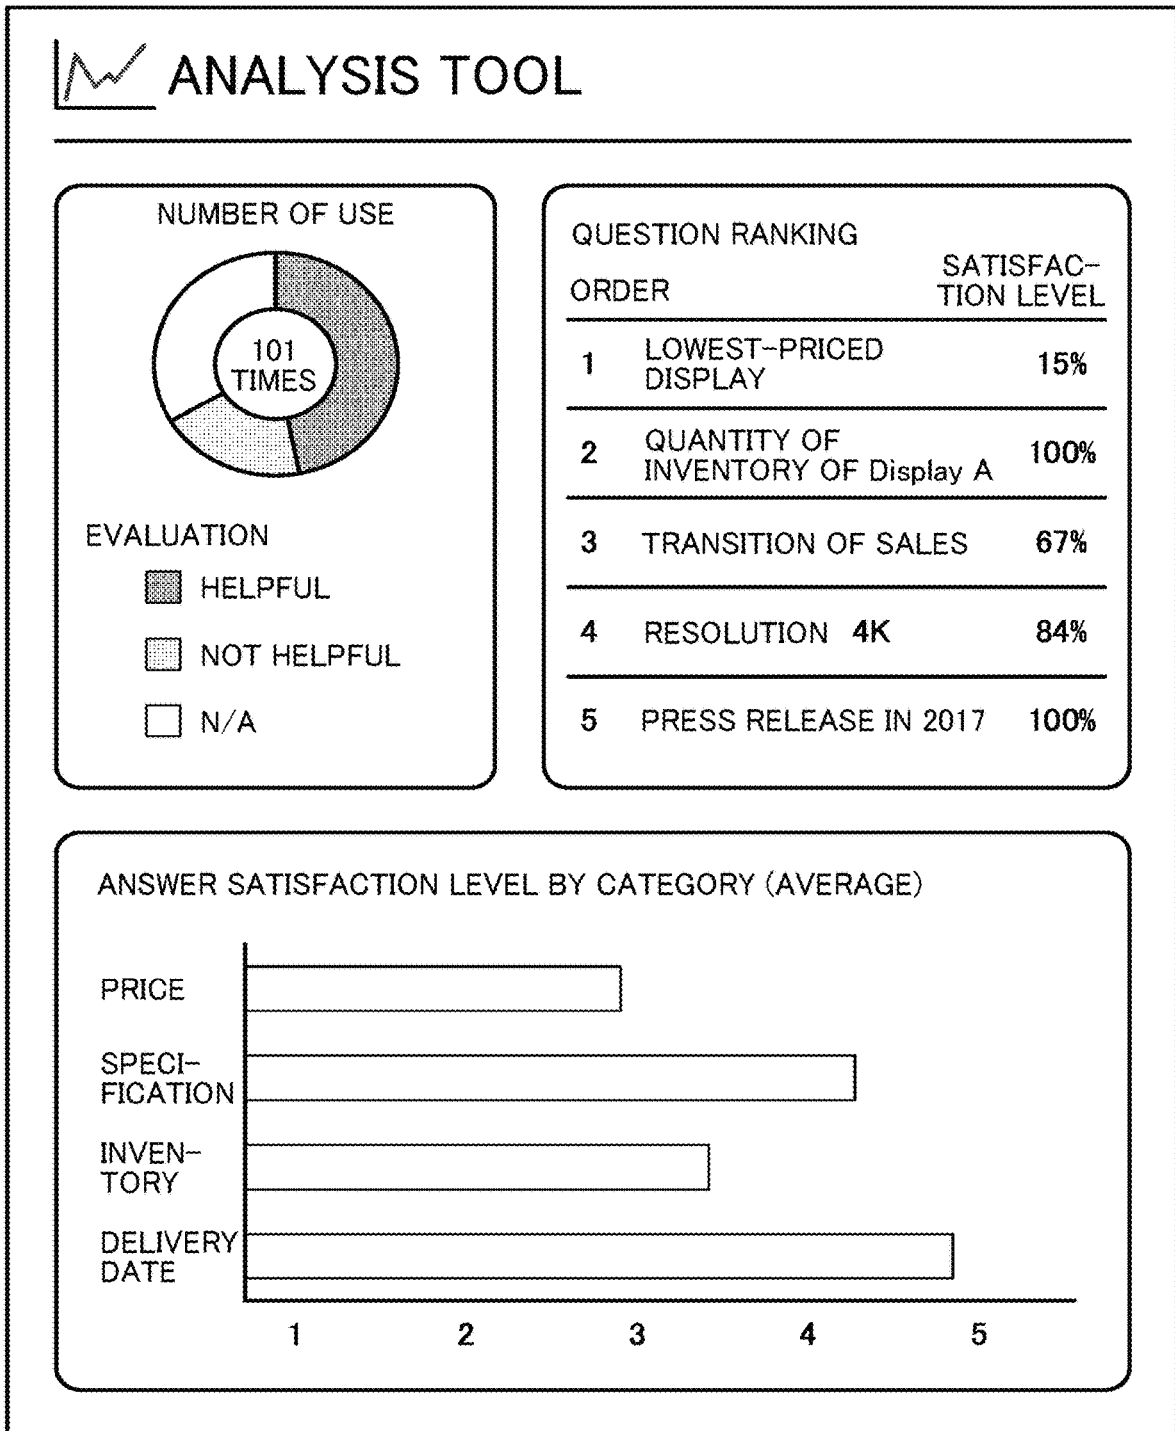 ANALYSIS TOOL
NUMBER OF USE
101
TIMES
EVALUATION
HELPFUL
NOT HELPFUL
N/A
QUESTION RANKING
ORDER
SATISFAC-
TION LEVEL
1 LOWEST-PRICED
DISPLAY 15%
2 QUANTITY OF
INVENTORY OF Display A 100%
3 TRANSITION OF SALES 67%
4 RESOLUTION 4K 84%
5 PRESS RELEASE IN 2017 100%
ANSWER SATISFACTION LEVEL BY CATEGORY (AVERAGE)
PRICE
SPECI-
FICATION
INVEN-
TORY
DELIVERY
DATE
1 2 3 4 5